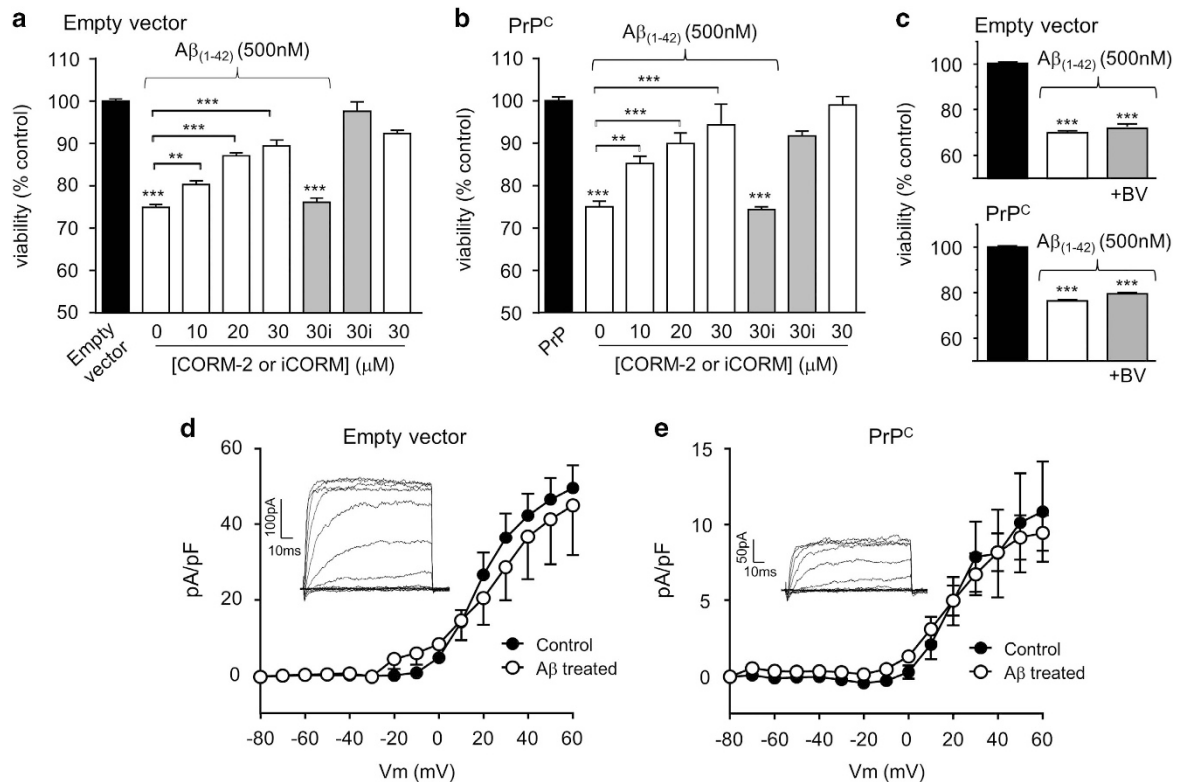 a
Empty vector
Aβ(1-42) (500nM)
viability (% control)
110
100
90
80
70
60
50
***
**
***
***
***
Empty vector
0 10 20 30 30i 30i 30
[CORM-2 or iCORM] (μM)
b
PrPC
Aβ(1-42) (500nM)
viability (% control)
110
100
90
80
70
60
50
***
**
***
***
***
PrP
0 10 20 30 30i 30i 30
[CORM-2 or iCORM] (μM)
c
Empty vector
Aβ(1-42) (500nM)
viability (% control)
100
80
60
*** ***
+BV
PrPC
Aβ(1-42) (500nM)
100
80
60
*** ***
+BV
d
Empty vector
pA/pF
60
40
20
0
100pA
10ms
Control
Aβ treated
-80 -60 -40 -20 0 20 40 60
Vm (mV)
e
PrPC
pA/pF
15
10
5
0
50pA
10ms
Control
Aβ treated
-80 -60 -40 -20 0 20 40 60
Vm (mV)